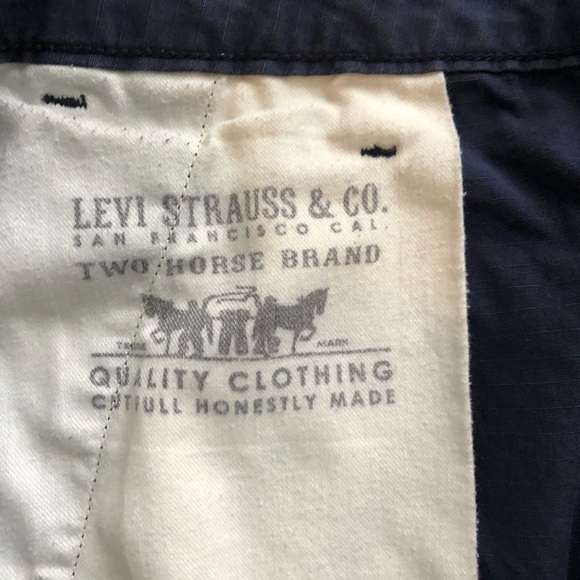 LEVI STRAUSS & CO.
SAN FRANCISCO CAL.
TWO HORSE BRAND
TRADE MARK
QUALITY CLOTHING
CUT FULL HONESTLY MADE